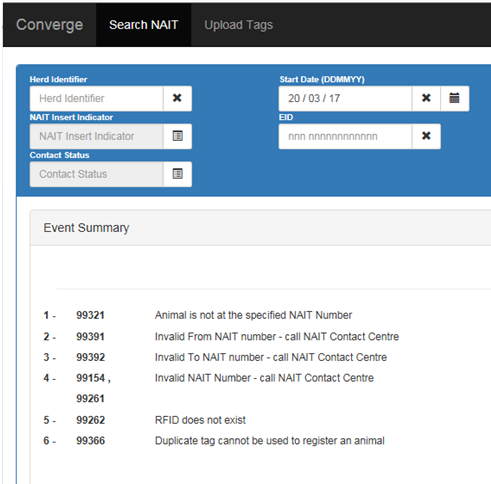 Converge Search NAIT Upload Tags
Herd Identifier Start Date (DDMMYY)
Herd Identifier 20 / 03 / 17
NAIT Insert Indicator EID
NAIT Insert Indicator nnn nnnnnnnnnnnn
Contact Status
Contact Status
Event Summary
1 - 99321 Animal is not at the specified NAIT Number
2 - 99391 Invalid From NAIT number - call NAIT Contact Centre
3 - 99392 Invalid To NAIT number - call NAIT Contact Centre
4 - 99154 , Invalid NAIT Number - call NAIT Contact Centre
99261
5 - 99262 RFID does not exist
6 - 99366 Duplicate tag cannot be used to register an animal